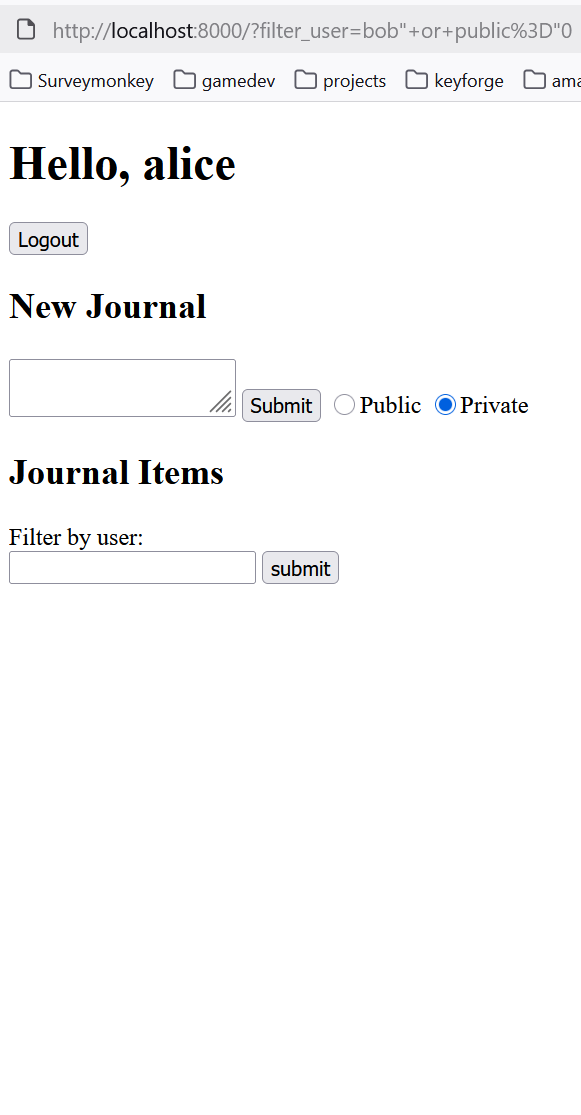 http://localhost:8000/?filter_user=bob"+or+public%3D"0
Surveymonkey gamedev projects keyforge ama
Hello, alice
Logout
New Journal
Submit Public Private
Journal Items
Filter by user:
submit